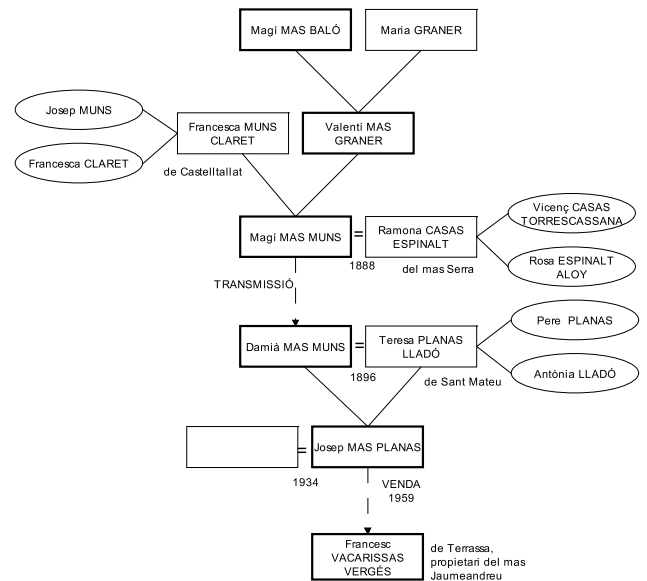 Magí MAS BALÓ
Maria GRANER
Josep MUNS
Francesca MUNS
CLARET
Valentí MAS
GRANER
Francesca CLARET
de Castelltallat
Vicenç CASAS
TORRESCASSANA
Magí MAS MUNS
=
Ramona CASAS
ESPINALT
1888
del mas Serra
Rosa ESPINALT
ALOY
TRANSMISSIÓ
Pere PLANAS
Damià MAS MUNS
=
Teresa PLANAS
LLADÓ
1896
de Sant Mateu
Antònia LLADÓ
=
Josep MAS PLANAS
1934
VENDA
1959
Francesc
VACARISSAS
VERGÉS
de Terrassa,
propietari del mas
Jaumeandreu